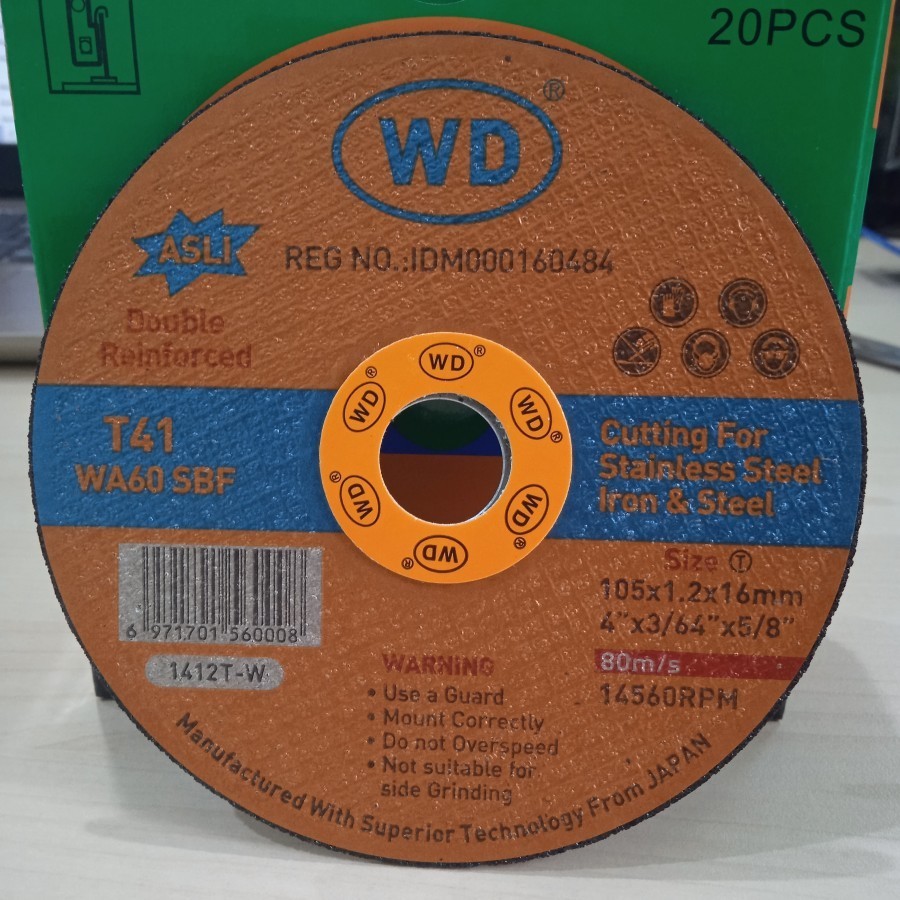 20PCS
WD ®
ASLI
REG NO.:IDM000160484
Double
Reinforced
WD ®
WD ®
WD ®
WD ®
WD ®
WD ®
T41
WA60 SBF
Cutting For
Stainless Steel
Iron & Steel
Size T
105x1.2x16mm
4"x3/64"x5/8"
80m/s
14560RPM
6 971701 560008
1412T-W
WARNING
• Use a Guard
• Mount Correctly
• Do not Overspeed
• Not suitable for
side Grinding
Manufactured With Superior Technology From JAPAN